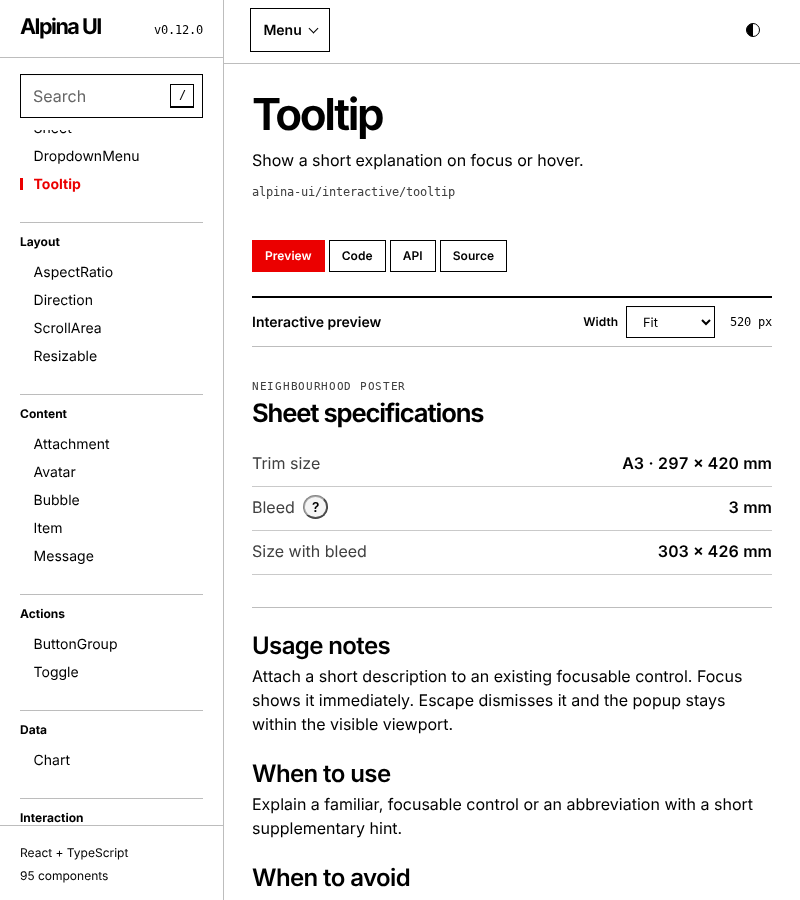 Alpina UI
v0.12.0
Search
/
Sheet
DropdownMenu
Tooltip
Layout
AspectRatio
Direction
ScrollArea
Resizable
Content
Attachment
Avatar
Bubble
Item
Message
Actions
ButtonGroup
Toggle
Data
Chart
Interaction
React + TypeScript
95 components
Menu
Tooltip
Show a short explanation on focus or hover.
alpina-ui/interactive/tooltip
Preview
Code
API
Source
Interactive preview
Width
Fit
520 px
NEIGHBOURHOOD POSTER
Sheet specifications
Trim size
A3 · 297 × 420 mm
Bleed
?
3 mm
Size with bleed
303 × 426 mm
Usage notes
Attach a short description to an existing focusable control. Focus
shows it immediately. Escape dismisses it and the popup stays
within the visible viewport.
When to use
Explain a familiar, focusable control or an abbreviation with a short
supplementary hint.
When to avoid